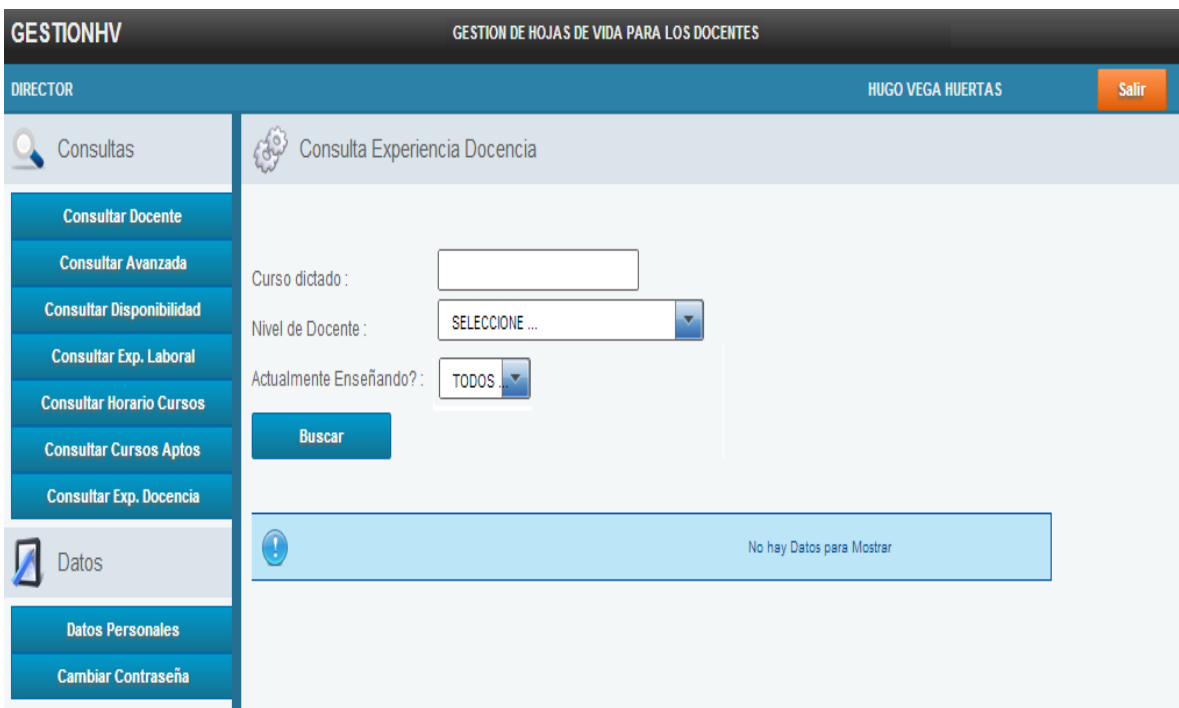 GESTIONHV
GESTION DE HOJAS DE VIDA PARA LOS DOCENTES
DIRECTOR
HUGO VEGA HUERTAS
Salir
Consultas
Consultar Docente
Consultar Avanzada
Consultar Disponibilidad
Consultar Exp. Laboral
Consultar Horario Cursos
Consultar Cursos Aptos
Consultar Exp. Docencia
Datos
Datos Personales
Cambiar Contraseña
Consulta Experiencia Docencia
Curso dictado :
Nivel de Docente : SELECCIONE ...
Actualmente Enseñando? : TODOS ...
Buscar
No hay Datos para Mostrar